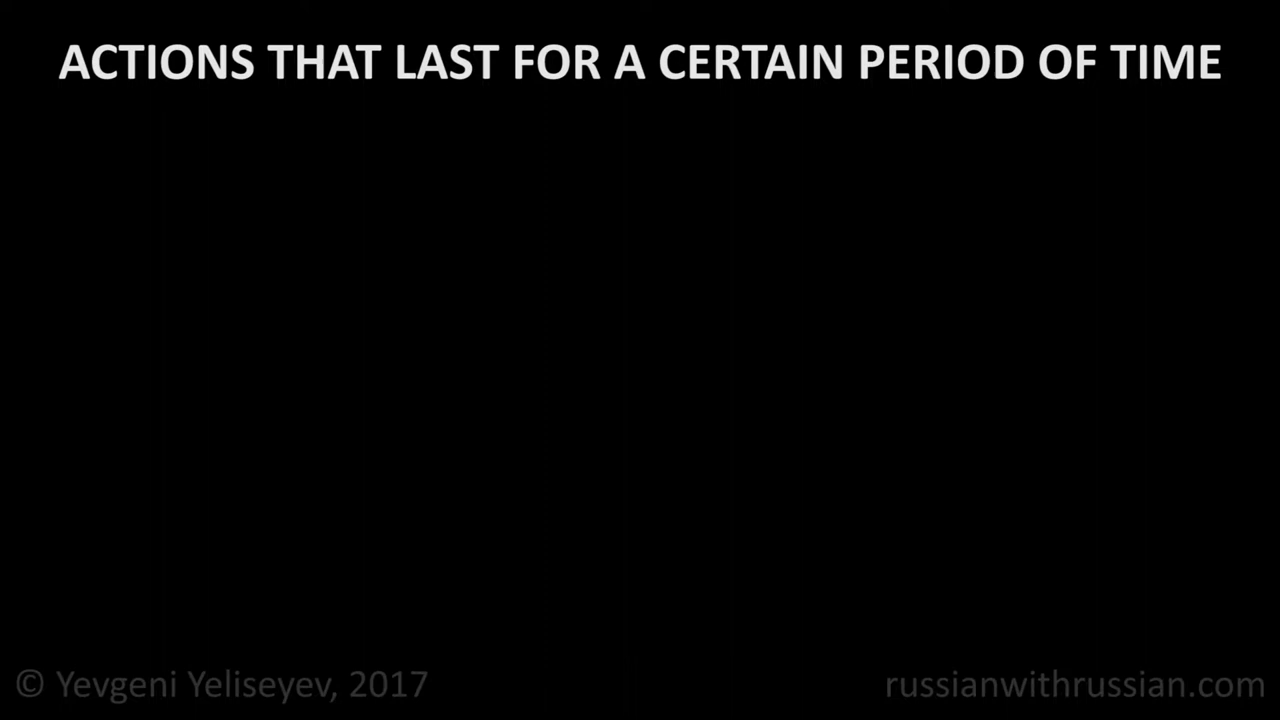 ACTIONS THAT LAST FOR A CERTAIN PERIOD OF TIME
© Yevgeni Yeliseyev, 2017
russianwithrussian.com